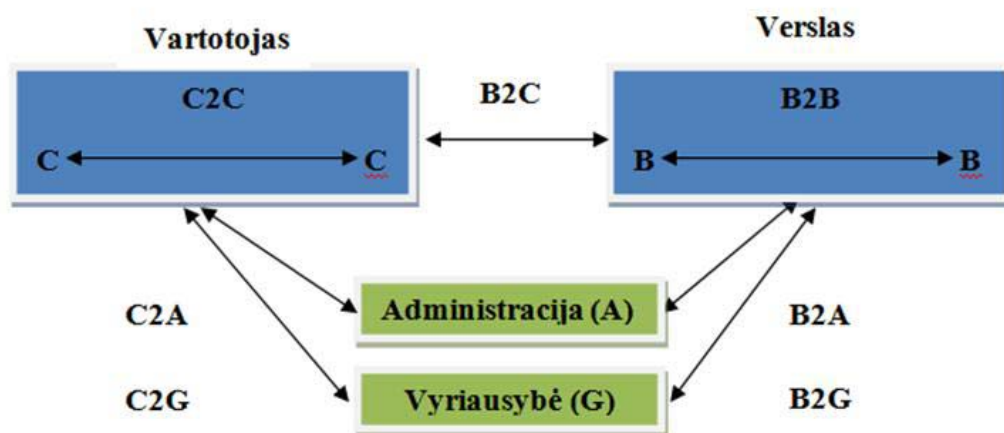 Vartotojas
Verslas
C2C
B2C
B2B
C
C
B
B
C2A
Administracija (A)
B2A
C2G
Vyriausybė (G)
B2G